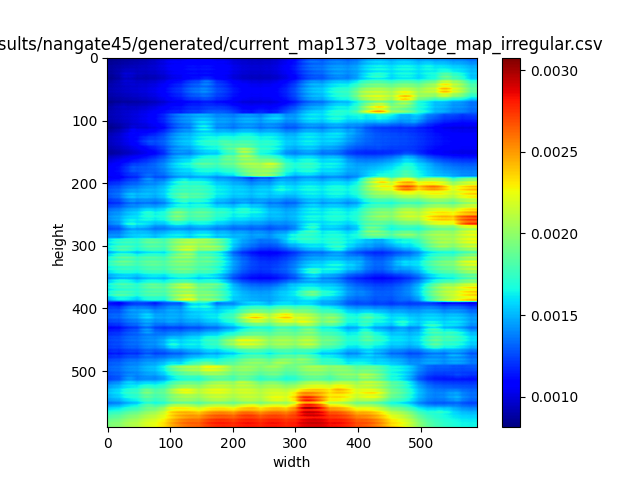 sults/nangate45/generated/current_map1373_voltage_map_irregular.csv
0
100
200
300
400
500
height
0 100 200 300 400 500
width
0.0030
0.0025
0.0020
0.0015
0.0010